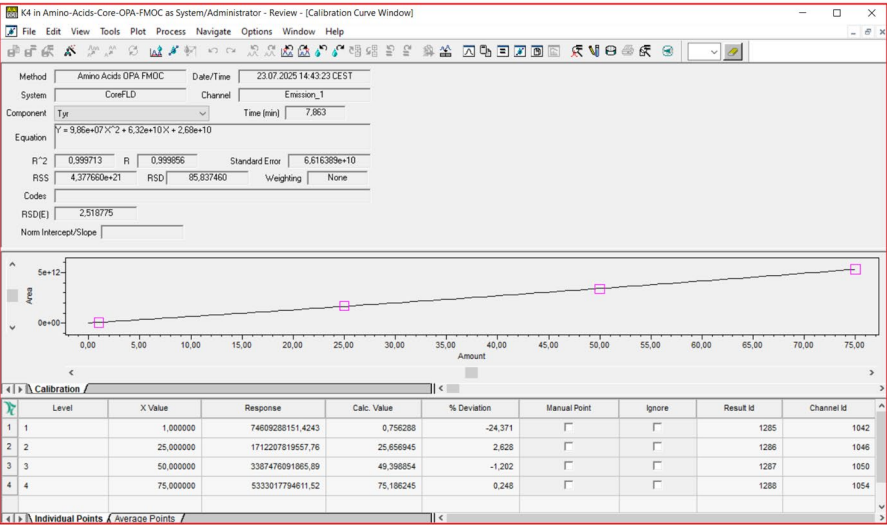 K4 in Amino-Acids-Core-OPA-FMOC as System/Administrator - Review - [Calibration Curve Window]
File Edit View Tools Plot Process Navigate Options Window Help
Method Amino Acids OPA FMOC Date/Time 23.07.2025 14:43:23 CEST
System CoreFLD Channel Emission_1
Component Tyr Time (min) 7,863
Equation Y = 9,86e+07 X^2 + 6,32e+10 X + 2,68e+10
R^2 0,999713 R 0,999856 Standard Error 6,616389e+10
RSS 4,377660e+21 RSD 85,837460 Weighting None
Codes
RSD(E) 2,518775
Norm Intercept/Slope
5e+12
Area
0e+00
0,00 5,00 10,00 15,00 20,00 25,00 30,00 35,00 40,00 45,00 50,00 55,00 60,00 65,00 70,00 75,00
Amount
Calibration
Level X Value Response Calc. Value % Deviation Manual Point Ignore Result Id Channel Id
1 1 1,000000 74609288151,4243 0,756288 -24,371 1285 1042
2 2 25,000000 1712207819557,76 25,656945 2,628 1286 1046
3 3 50,000000 3387476091865,89 49,398854 -1,202 1287 1050
4 4 75,000000 5333017794611,52 75,186245 0,248 1288 1054
Individual Points Average Points